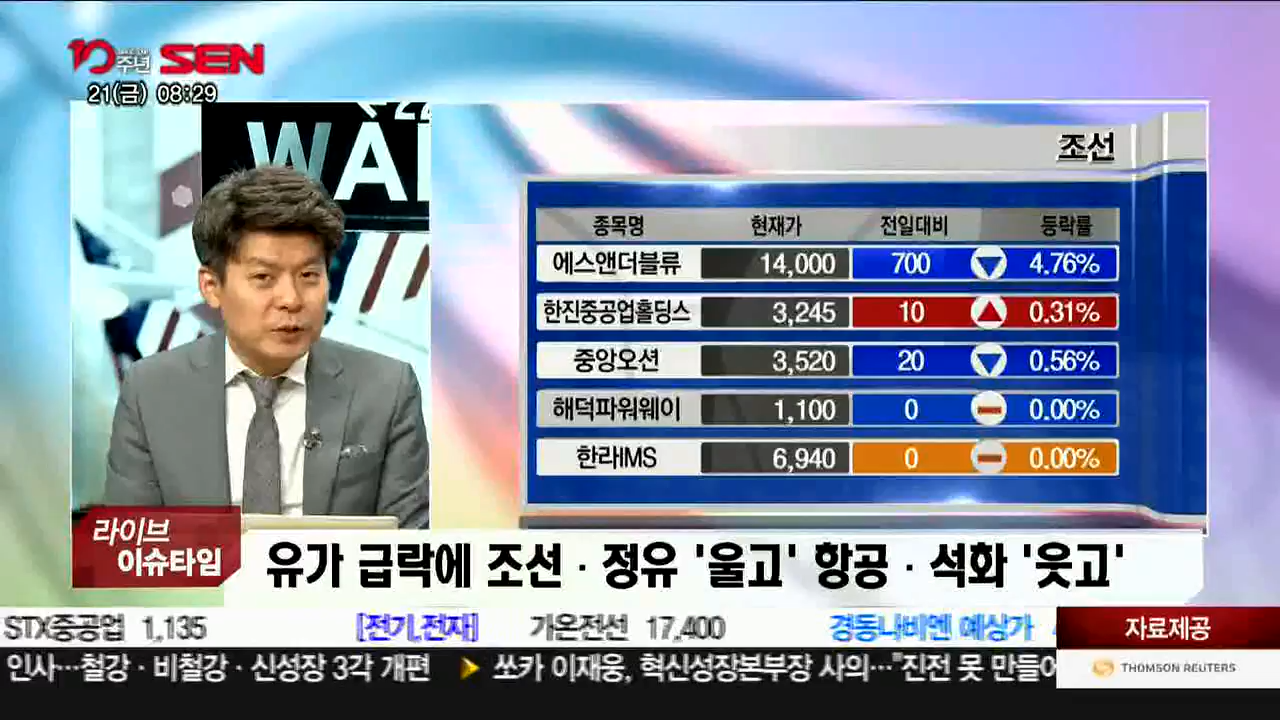 10주년 SEN
21(금) 08:29
WA
조선
종목명 현재가 전일대비 등락률
에스앤더블류 14,000 700 ▼ 4.76%
한진중공업홀딩스 3,245 10 ▲ 0.31%
중앙오션 3,520 20 ▼ 0.56%
해덕파워웨이 1,100 0 - 0.00%
한라IMS 6,940 0 - 0.00%
라이브
이슈타임
유가 급락에 조선·정유 '울고' 항공·석화 '웃고'
STX중공업 1,135 [전기,전자] 가온전선 17,400 경동나비엔 예상가
자료제공
인사…철강·비철강·신성장 3각 개편 ▶ 쏘카 이재웅, 혁신성장본부장 사의…"진전 못 만들어
THOMSON REUTERS